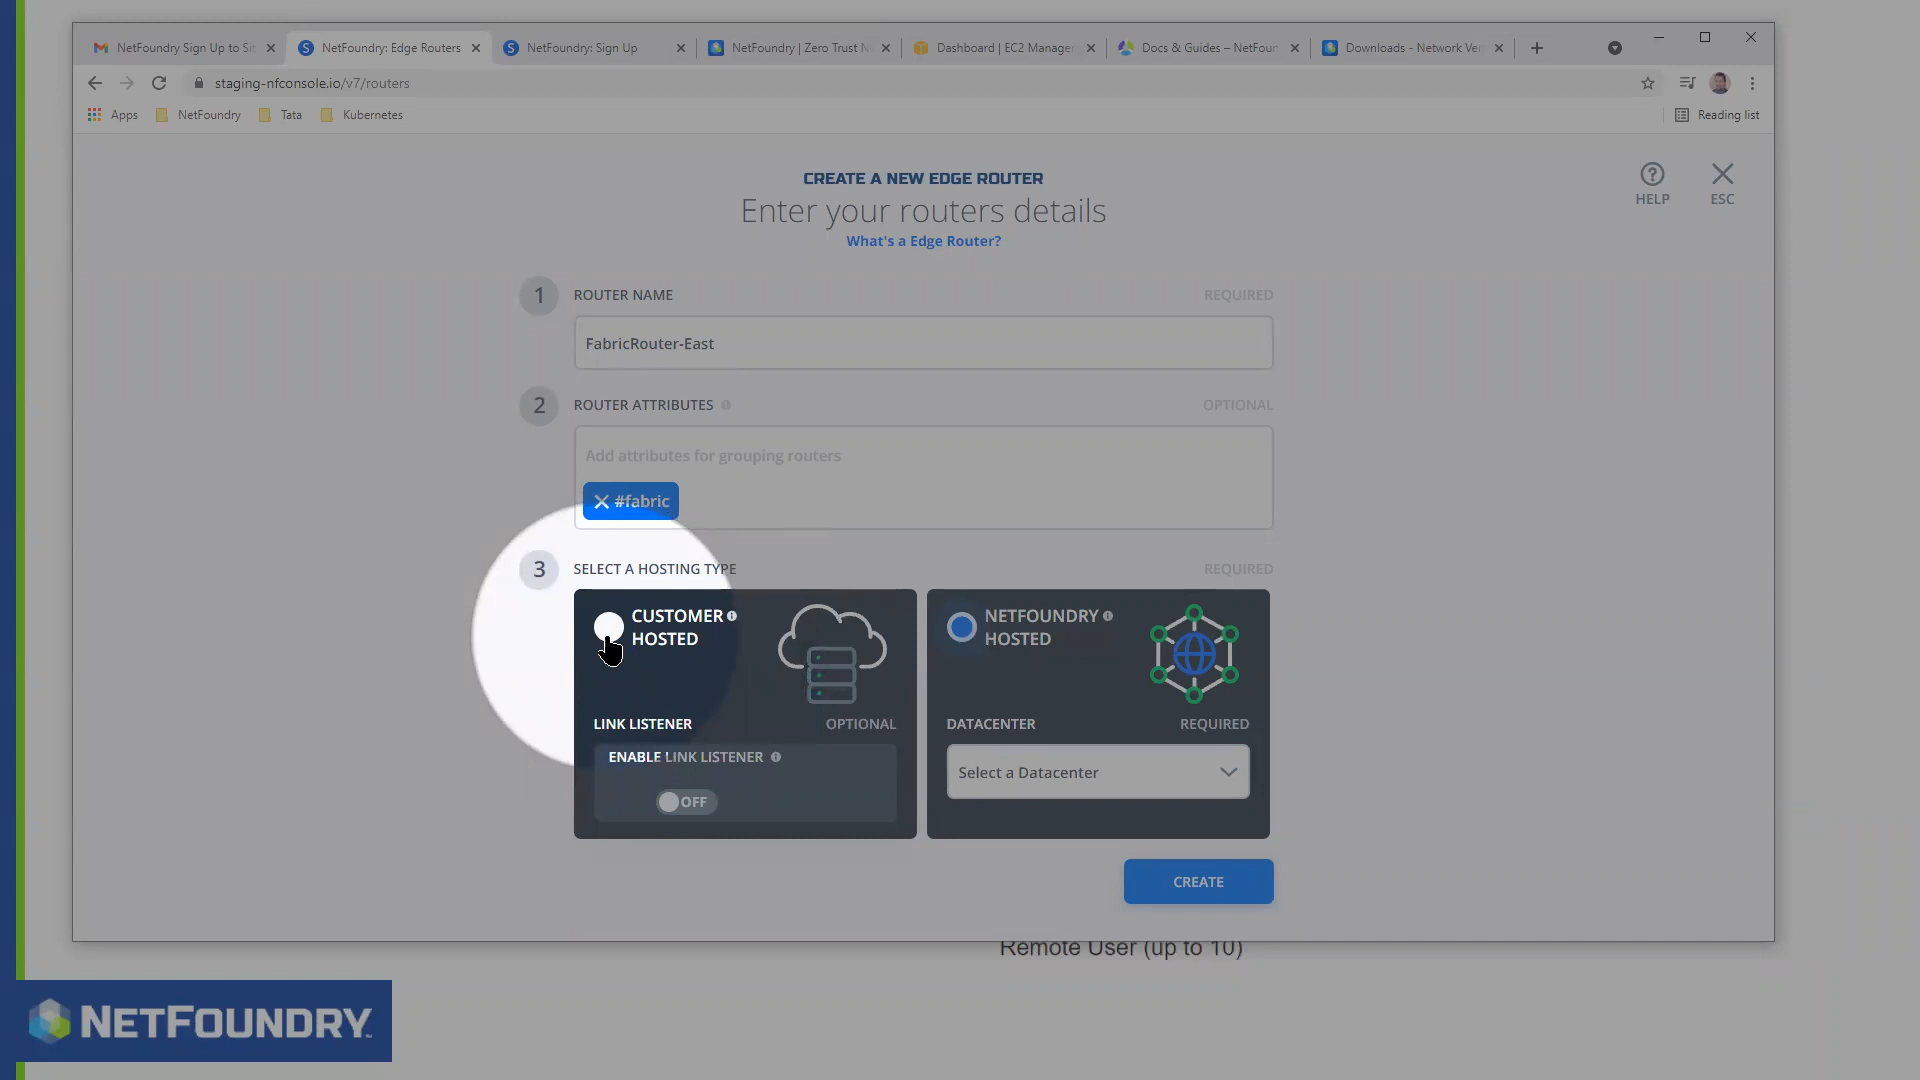 NetFoundry Sign Up to Sit
NetFoundry: Edge Routers
NetFoundry: Sign Up
NetFoundry | Zero Trust N
Dashboard | EC2 Manager
Docs & Guides – NetFoun
Downloads - Network Ver
staging-nfconsole.io/v7/routers
Apps
NetFoundry
Tata
Kubernetes
Reading list
CREATE A NEW EDGE ROUTER
Enter your routers details
What's a Edge Router?
HELP
ESC
1
ROUTER NAME
REQUIRED
FabricRouter-East
2
ROUTER ATTRIBUTES
OPTIONAL
Add attributes for grouping routers
#fabric
3
SELECT A HOSTING TYPE
REQUIRED
CUSTOMER
HOSTED
NETFOUNDRY
HOSTED
LINK LISTENER
OPTIONAL
DATACENTER
REQUIRED
ENABLE LINK LISTENER
OFF
Select a Datacenter
CREATE
Remote User (up to 10)
NETFOUNDRY